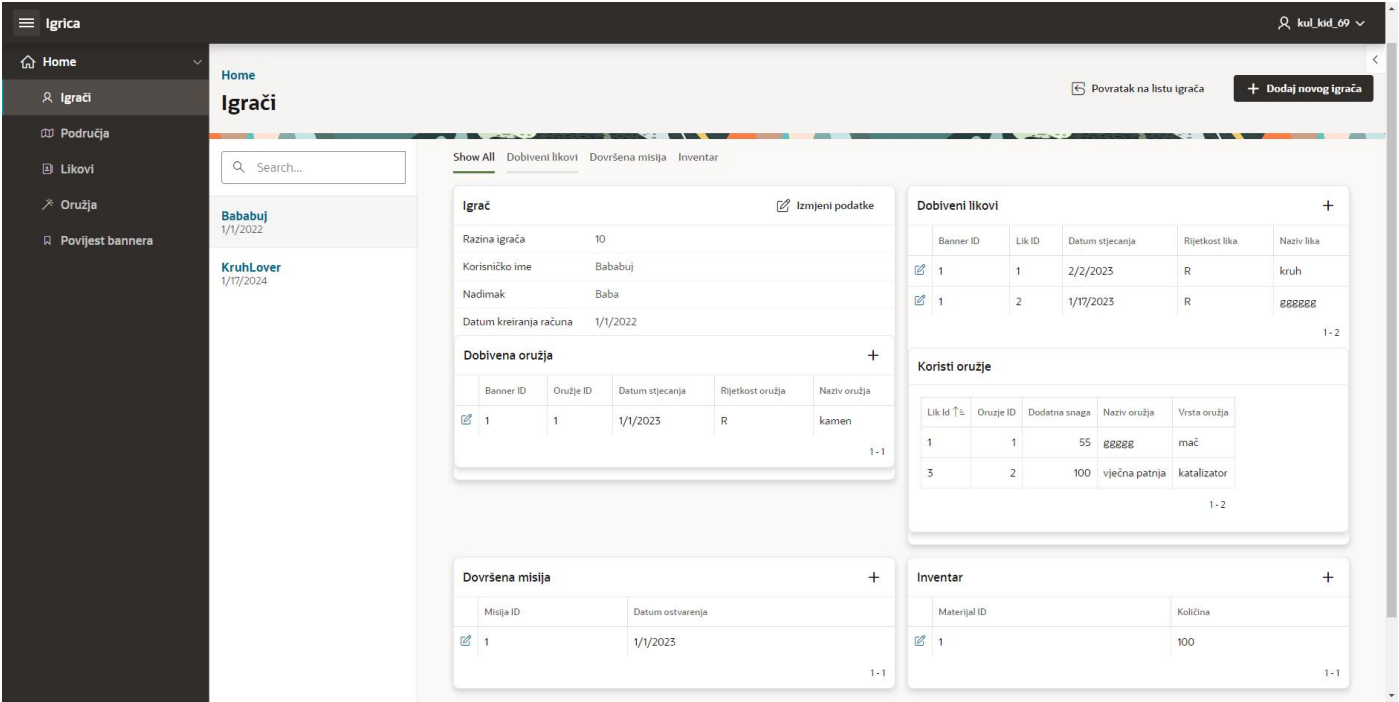 Igrica
kul_kid_69
Home
Igrači
Područja
Likovi
Oružja
Povijest bannera
Home
Igrači
Povratak na listu igrača
+ Dodaj novog igrača
Search...
Bababuj
1/1/2022
KruhLover
1/17/2024
Show All Dobiveni likovi Dovršena misija Inventar
Igrač Izmjeni podatke
Razina igrača 10
Korisničko ime Bababuj
Nadimak Baba
Datum kreiranja računa 1/1/2022
Dobivena oružja +
Banner ID Oružje ID Datum stjecanja Rijetkost oružja Naziv oružja
1 1 1/1/2023 R kamen
1 - 1
Dobiveni likovi +
Banner ID Lik ID Datum stjecanja Rijetkost lika Naziv lika
1 1 2/2/2023 R kruh
1 2 1/17/2023 R gggggg
1 - 2
Koristi oružje
Lik Id Oruzje ID Dodatna snaga Naziv oružja Vrsta oružja
1 1 55 ggggg mač
3 2 100 vječna patnja katalizator
1 - 2
Dovršena misija +
Misija ID Datum ostvarenja
1 1/1/2023
1 - 1
Inventar +
Materijal ID Količina
1 100
1 - 1